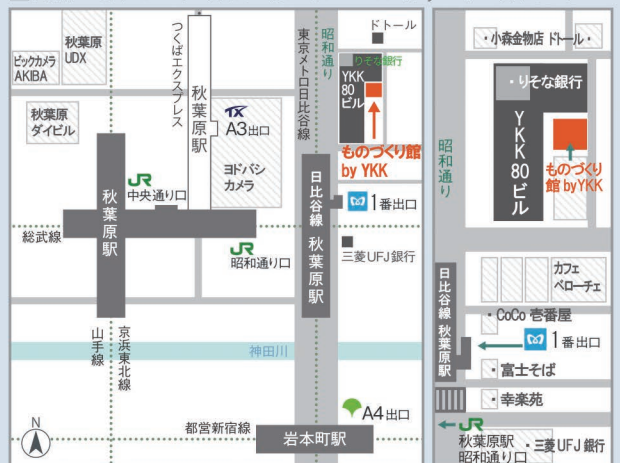 ビックカメラ
AKIBA
秋葉原
UDX
秋葉原
ダイビル
つくばエクスプレス
秋葉原駅
TX
A3出口
ヨドバシ
カメラ
東京メトロ日比谷線
昭和通り
ドトール
りそな銀行
YKK
80
ビル
ものづくり館
by YKK
JR
中央通り口
秋葉原駅
総武線
JR
昭和通り口
日比谷線 秋葉原駅
1番出口
三菱UFJ銀行
山手線
京浜東北線
神田川
N
都営新宿線
岩本町駅
A4出口
・小森金物店 ドトール・
・りそな銀行
YKK80ビル
ものづくり
館 byYKK
昭和通り
カフェ
ベローチェ
・CoCo 壱番屋
日比谷線 秋葉原駅
1番出口
・富士そば
・幸楽苑
JR
秋葉原駅
昭和通り口
・三菱UFJ銀行